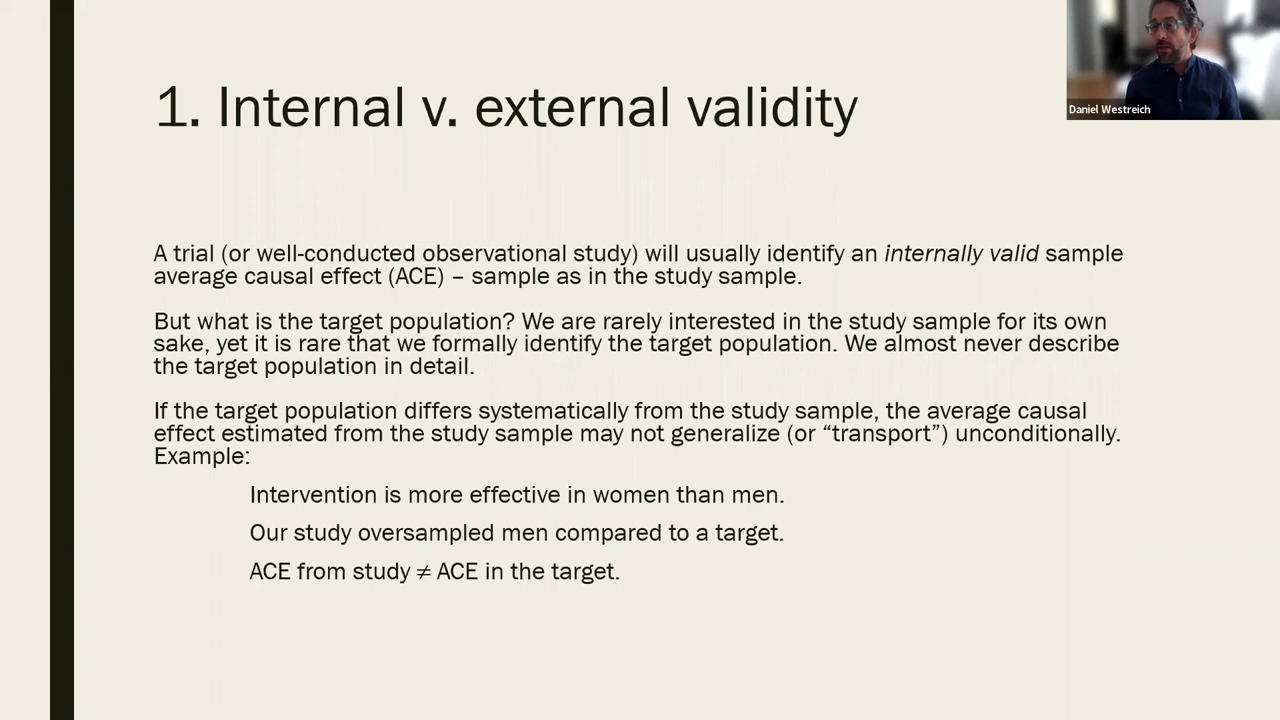 1. Internal v. external validity
Daniel Westreich
A trial (or well-conducted observational study) will usually identify an internally valid sample
average causal effect (ACE) – sample as in the study sample.
But what is the target population? We are rarely interested in the study sample for its own
sake, yet it is rare that we formally identify the target population. We almost never describe
the target population in detail.
If the target population differs systematically from the study sample, the average causal
effect estimated from the study sample may not generalize (or “transport”) unconditionally.
Example:
Intervention is more effective in women than men.
Our study oversampled men compared to a target.
ACE from study ≠ ACE in the target.